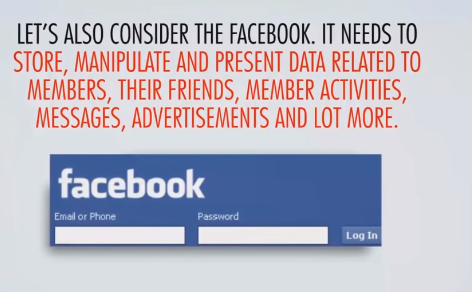 LET'S ALSO CONSIDER THE FACEBOOK. IT NEEDS TO
STORE, MANIPULATE AND PRESENT DATA RELATED TO
MEMBERS, THEIR FRIENDS, MEMBER ACTIVITIES,
MESSAGES, ADVERTISEMENTS AND LOT MORE.
facebook
Email or Phone Password
Log In